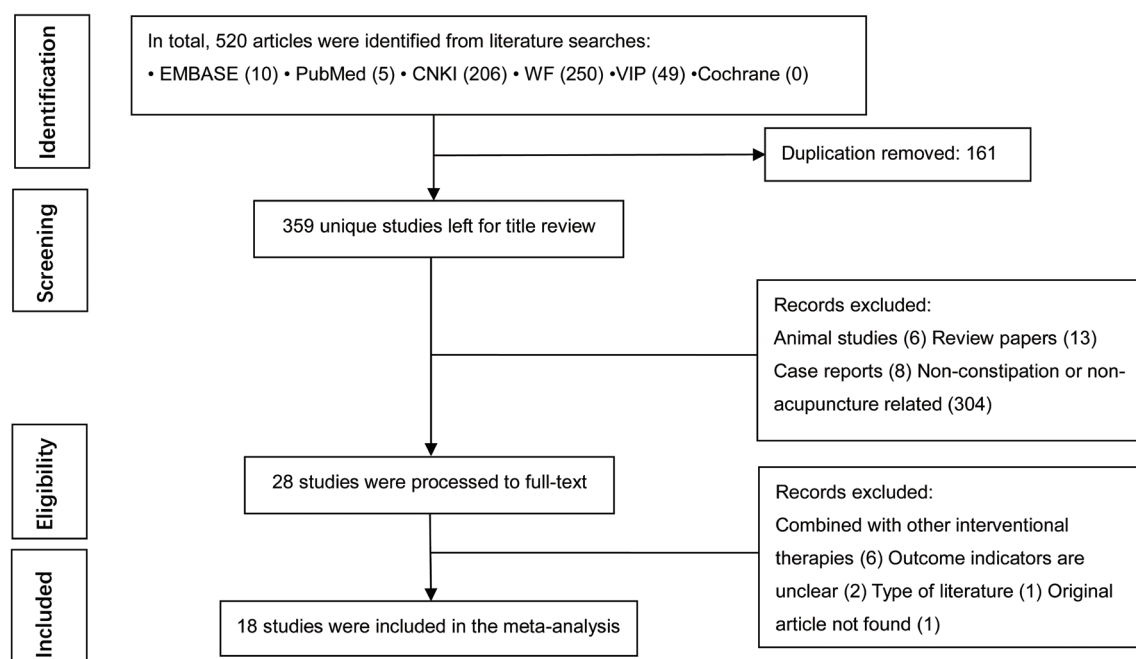 Identification
In total, 520 articles were identified from literature searches:
• EMBASE (10) • PubMed (5) • CNKI (206) • WF (250) •VIP (49) •Cochrane (0)
Duplication removed: 161
Screening
359 unique studies left for title review
Records excluded:
Animal studies (6) Review papers (13)
Case reports (8) Non-constipation or non-
acupuncture related (304)
Eligibility
28 studies were processed to full-text
Records excluded:
Combined with other interventional
therapies (6) Outcome indicators are
unclear (2) Type of literature (1) Original
article not found (1)
Included
18 studies were included in the meta-analysis